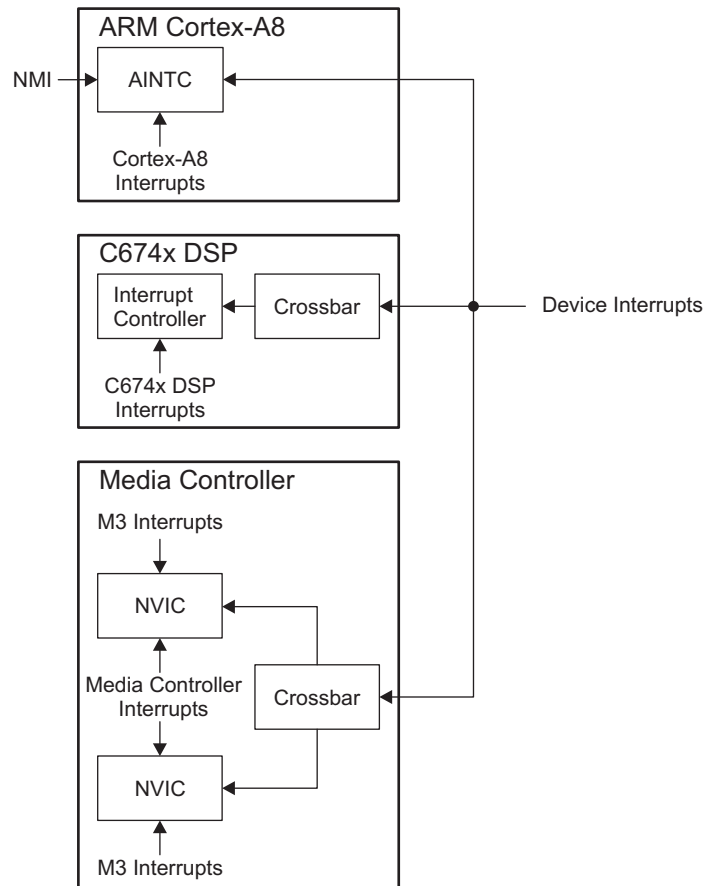 ARM Cortex-A8
NMI
AINTC
Cortex-A8
Interrupts
C674x DSP
Interrupt
Controller
Crossbar
Device Interrupts
C674x DSP
Interrupts
Media Controller
M3 Interrupts
NVIC
Media Controller
Interrupts
Crossbar
NVIC
M3 Interrupts